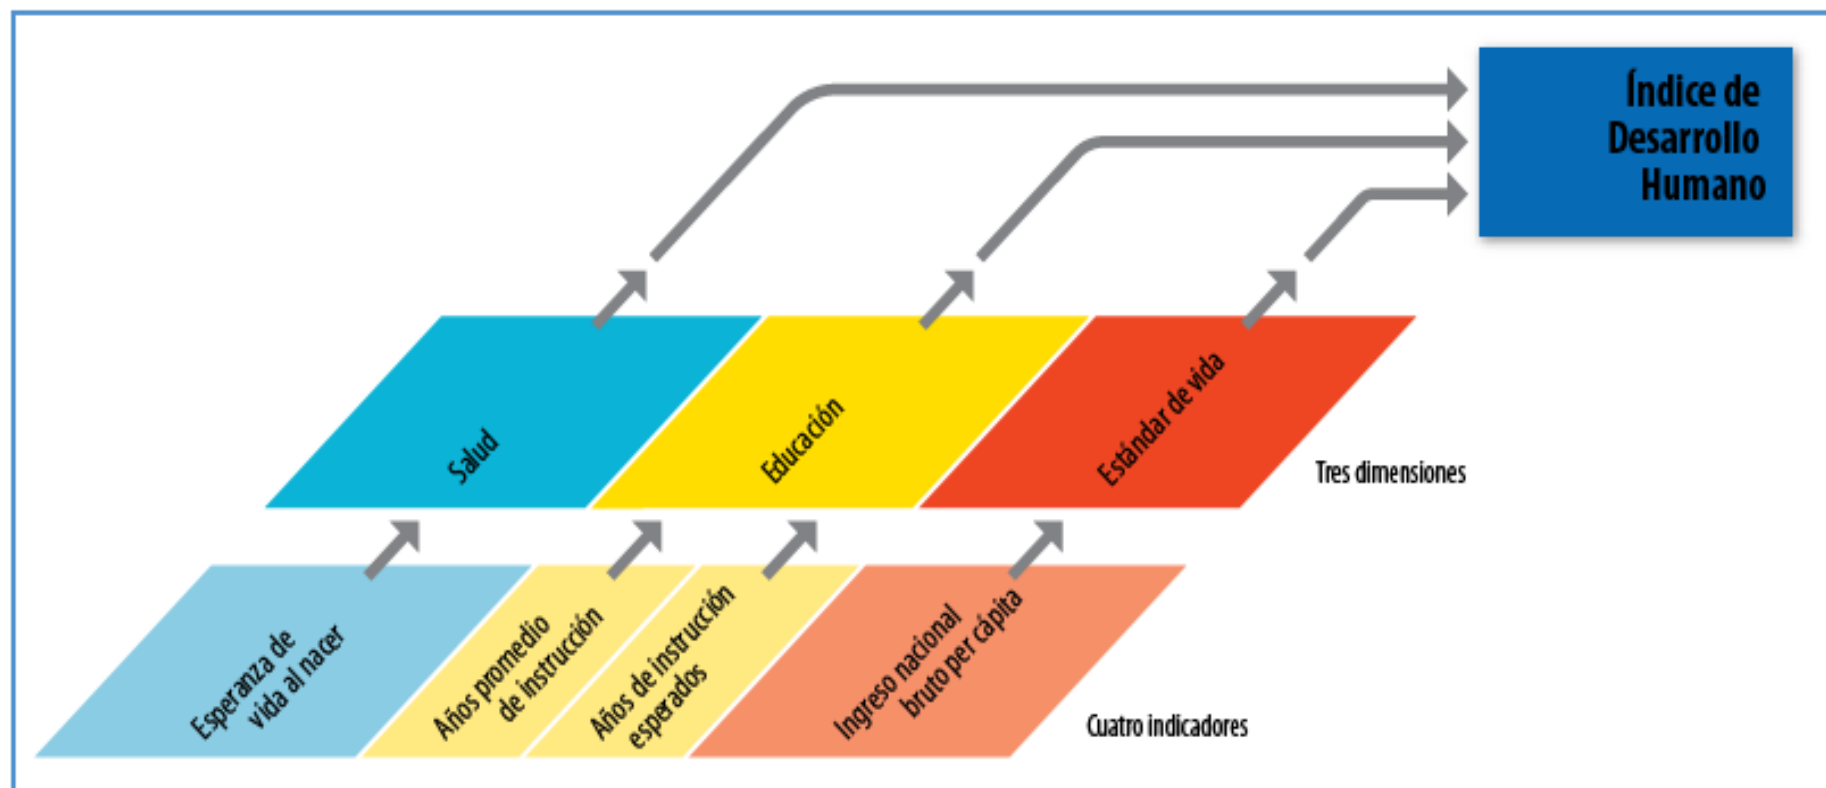 Índice de
Desarrollo
Humano
Salud
Educación
Estándar de vida
Tres dimensiones
Esperanza de
vida al nacer
Años promedio
de instrucción
Años de instrucción
esperados
Ingreso nacional
bruto per cápita
Cuatro indicadores